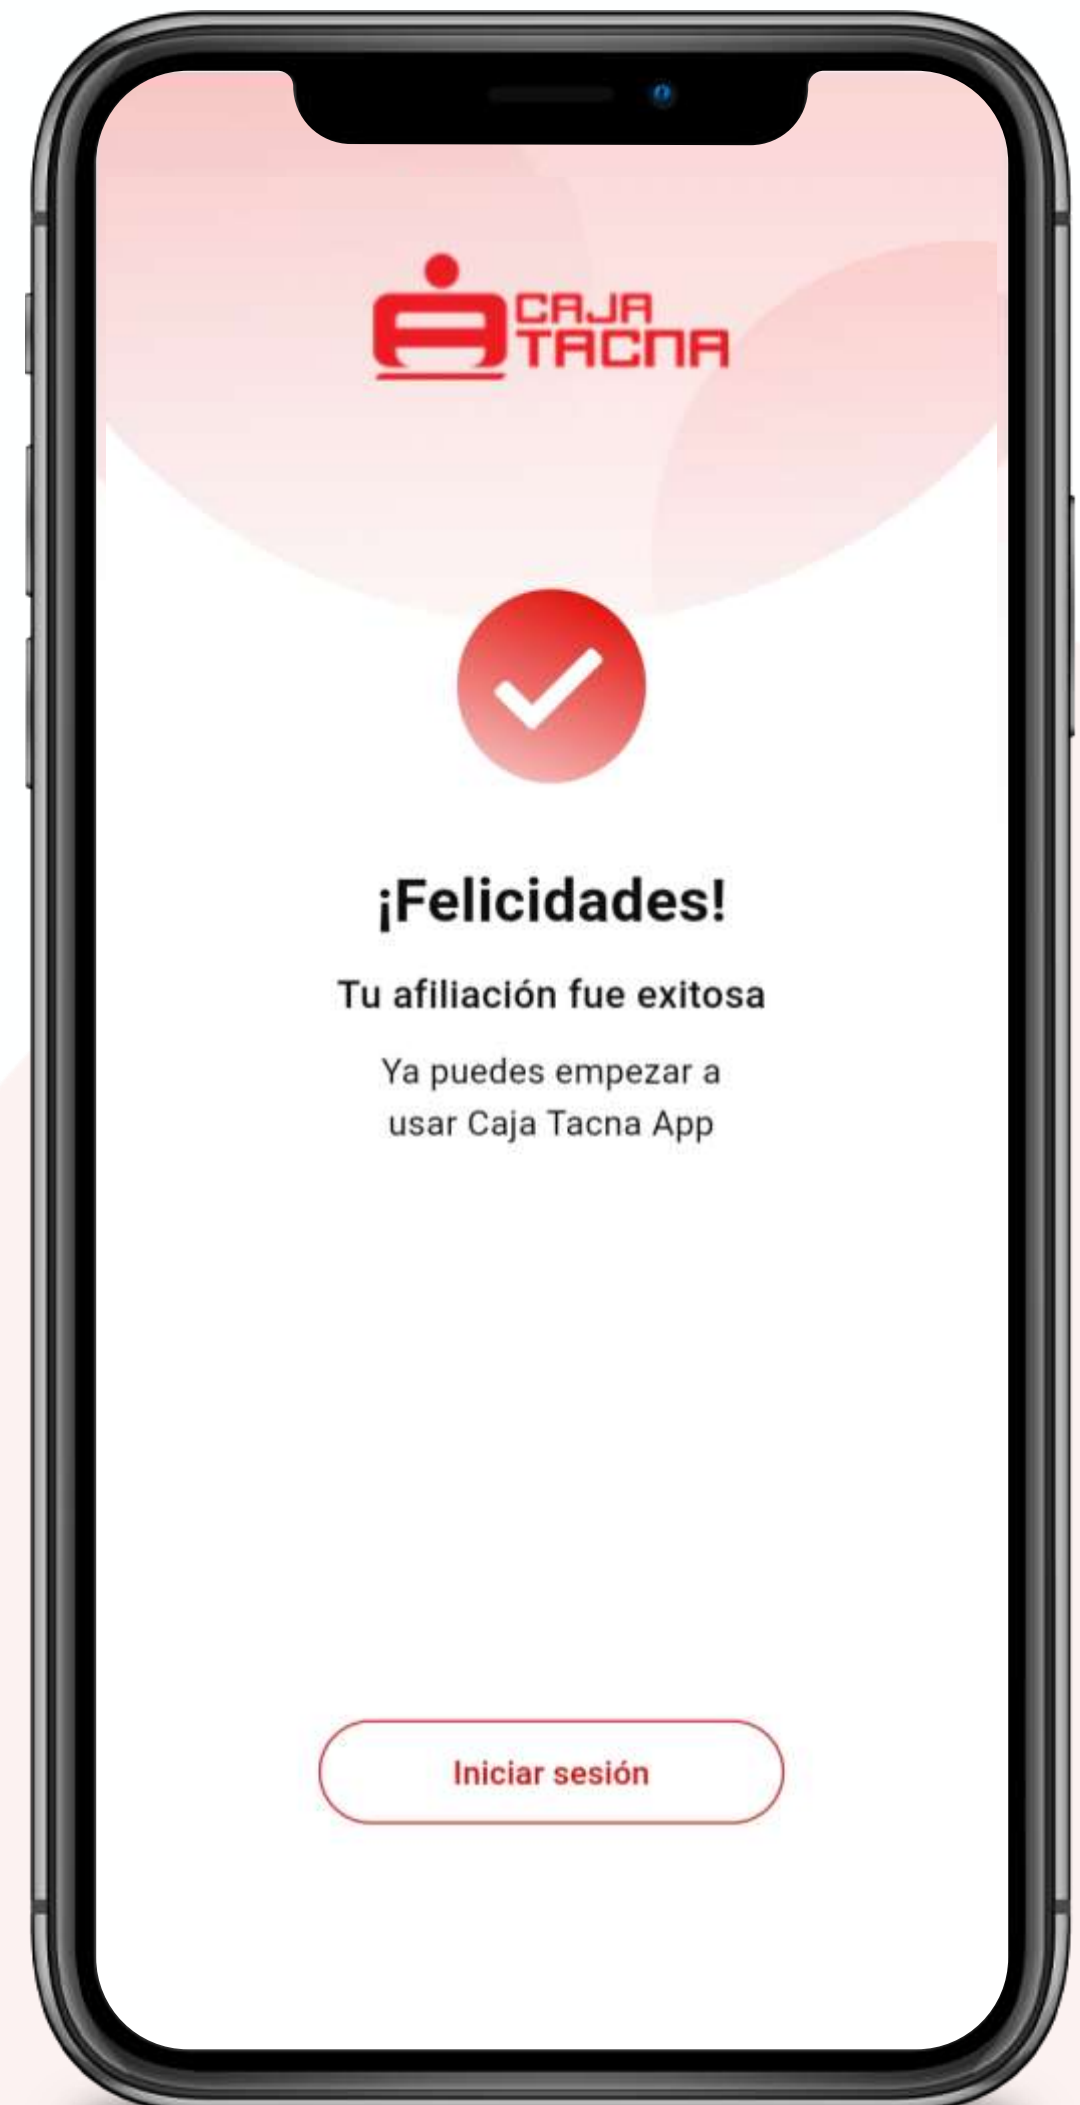 CAJA
TACNA
¡Felicidades!
Tu afiliación fue exitosa
Ya puedes empezar a
usar Caja Tacna App
Iniciar sesión